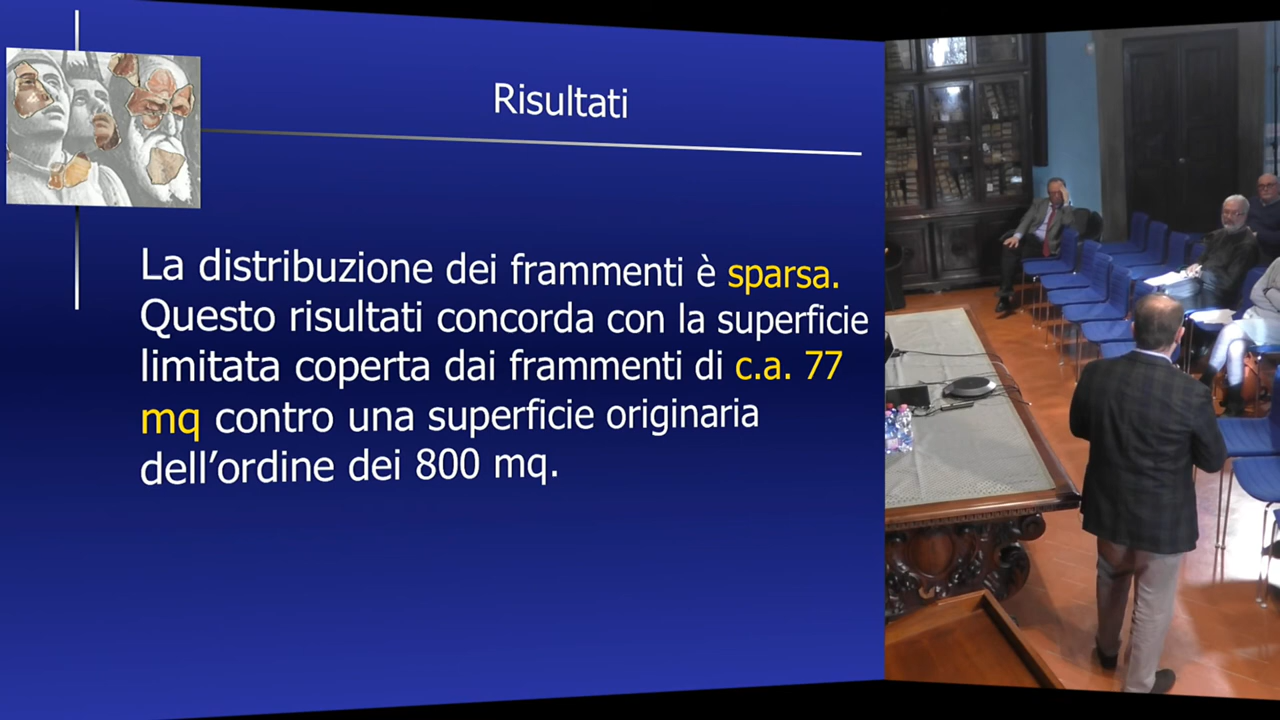 Risultati
La distribuzione dei frammenti è sparsa.
Questo risultati concorda con la superficie
limitata coperta dai frammenti di c.a. 77
mq contro una superficie originaria
dell’ordine dei 800 mq.